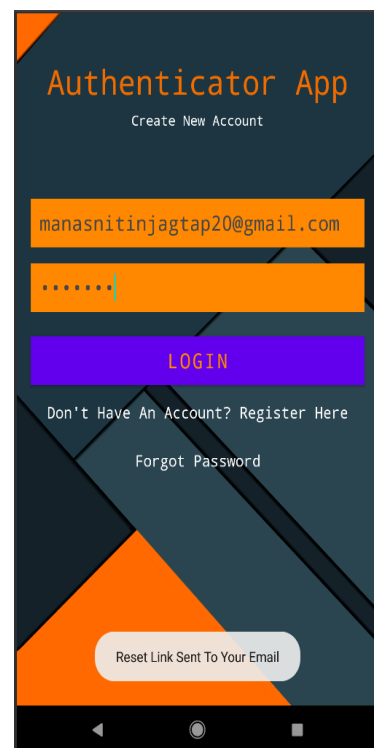 Authenticator App
Create New Account
manasnitinjagtap20@gmail.com
•••••••
LOGIN
Don't Have An Account? Register Here
Forgot Password
Reset Link Sent To Your Email